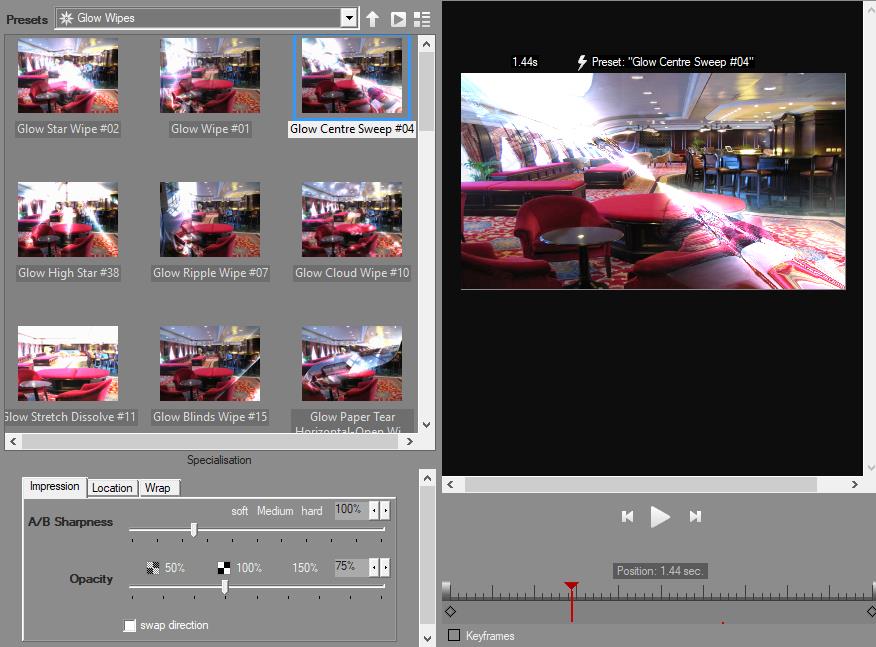 Presets
Glow Wipes
Glow Star Wipe #02
Glow Wipe #01
Glow Centre Sweep #04
Glow High Star #38
Glow Ripple Wipe #07
Glow Cloud Wipe #10
Glow Stretch Dissolve #11
Glow Blinds Wipe #15
Glow Paper Tear
Horizontal-Open Wi...
1.44s
Preset: "Glow Centre Sweep #04"
Specialisation
Impression
Location
Wrap
A/B Sharpness
soft
Medium
hard
100%
Opacity
50%
100%
150%
75%
swap direction
Position: 1.44 sec.
Keyframes